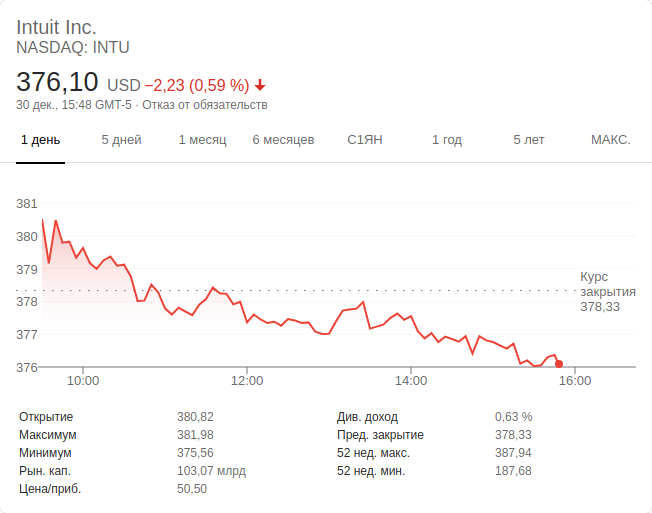 Intuit Inc.
NASDAQ: INTU
376,10 USD −2,23 (0,59 %)
30 дек., 15:48 GMT-5 · Отказ от обязательств
1 день 5 дней 1 месяц 6 месяцев С1ЯН 1 год 5 лет МАКС.
381
380
379
378
377
376
Курс
закрытия
378,33
10:00 12:00 14:00 16:00
Открытие 380,82 Див. доход 0,63 %
Максимум 381,98 Пред. закрытие 378,33
Минимум 375,56 52 нед. макс. 387,94
Рын. кап. 103,07 млрд 52 нед. мин. 187,68
Цена/приб. 50,50